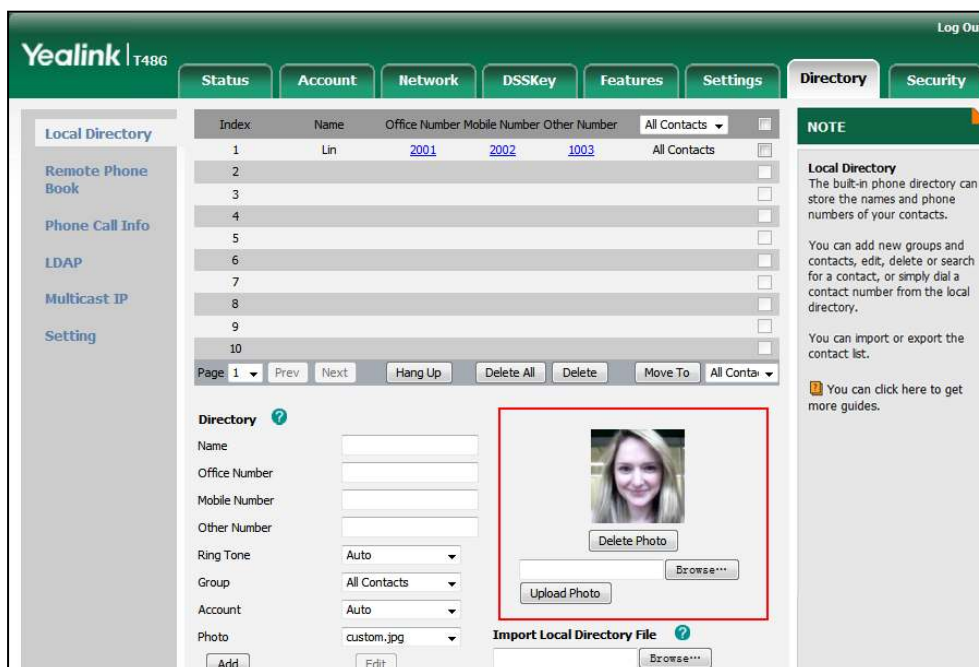 Log Ou
Yealink | T48G
Status Account Network DSSKey Features Settings Directory Security
Local Directory
Remote Phone
Book
Phone Call Info
LDAP
Multicast IP
Setting
Index Name Office Number Mobile Number Other Number All Contacts
1 Lin 2001 2002 1003 All Contacts
2
3
4
5
6
7
8
9
10
Page 1 Prev Next Hang Up Delete All Delete Move To All Conta
Directory ?
Name
Office Number
Mobile Number
Other Number
Ring Tone Auto
Group All Contacts
Account Auto
Photo custom.jpg
Add Edit
Delete Photo
Browse…
Upload Photo
Import Local Directory File ?
Browse…
NOTE
Local Directory
The built-in phone directory can
store the names and phone
numbers of your contacts.
You can add new groups and
contacts, edit, delete or search
for a contact, or simply dial a
contact number from the local
directory.
You can import or export the
contact list.
? You can click here to get
more guides.